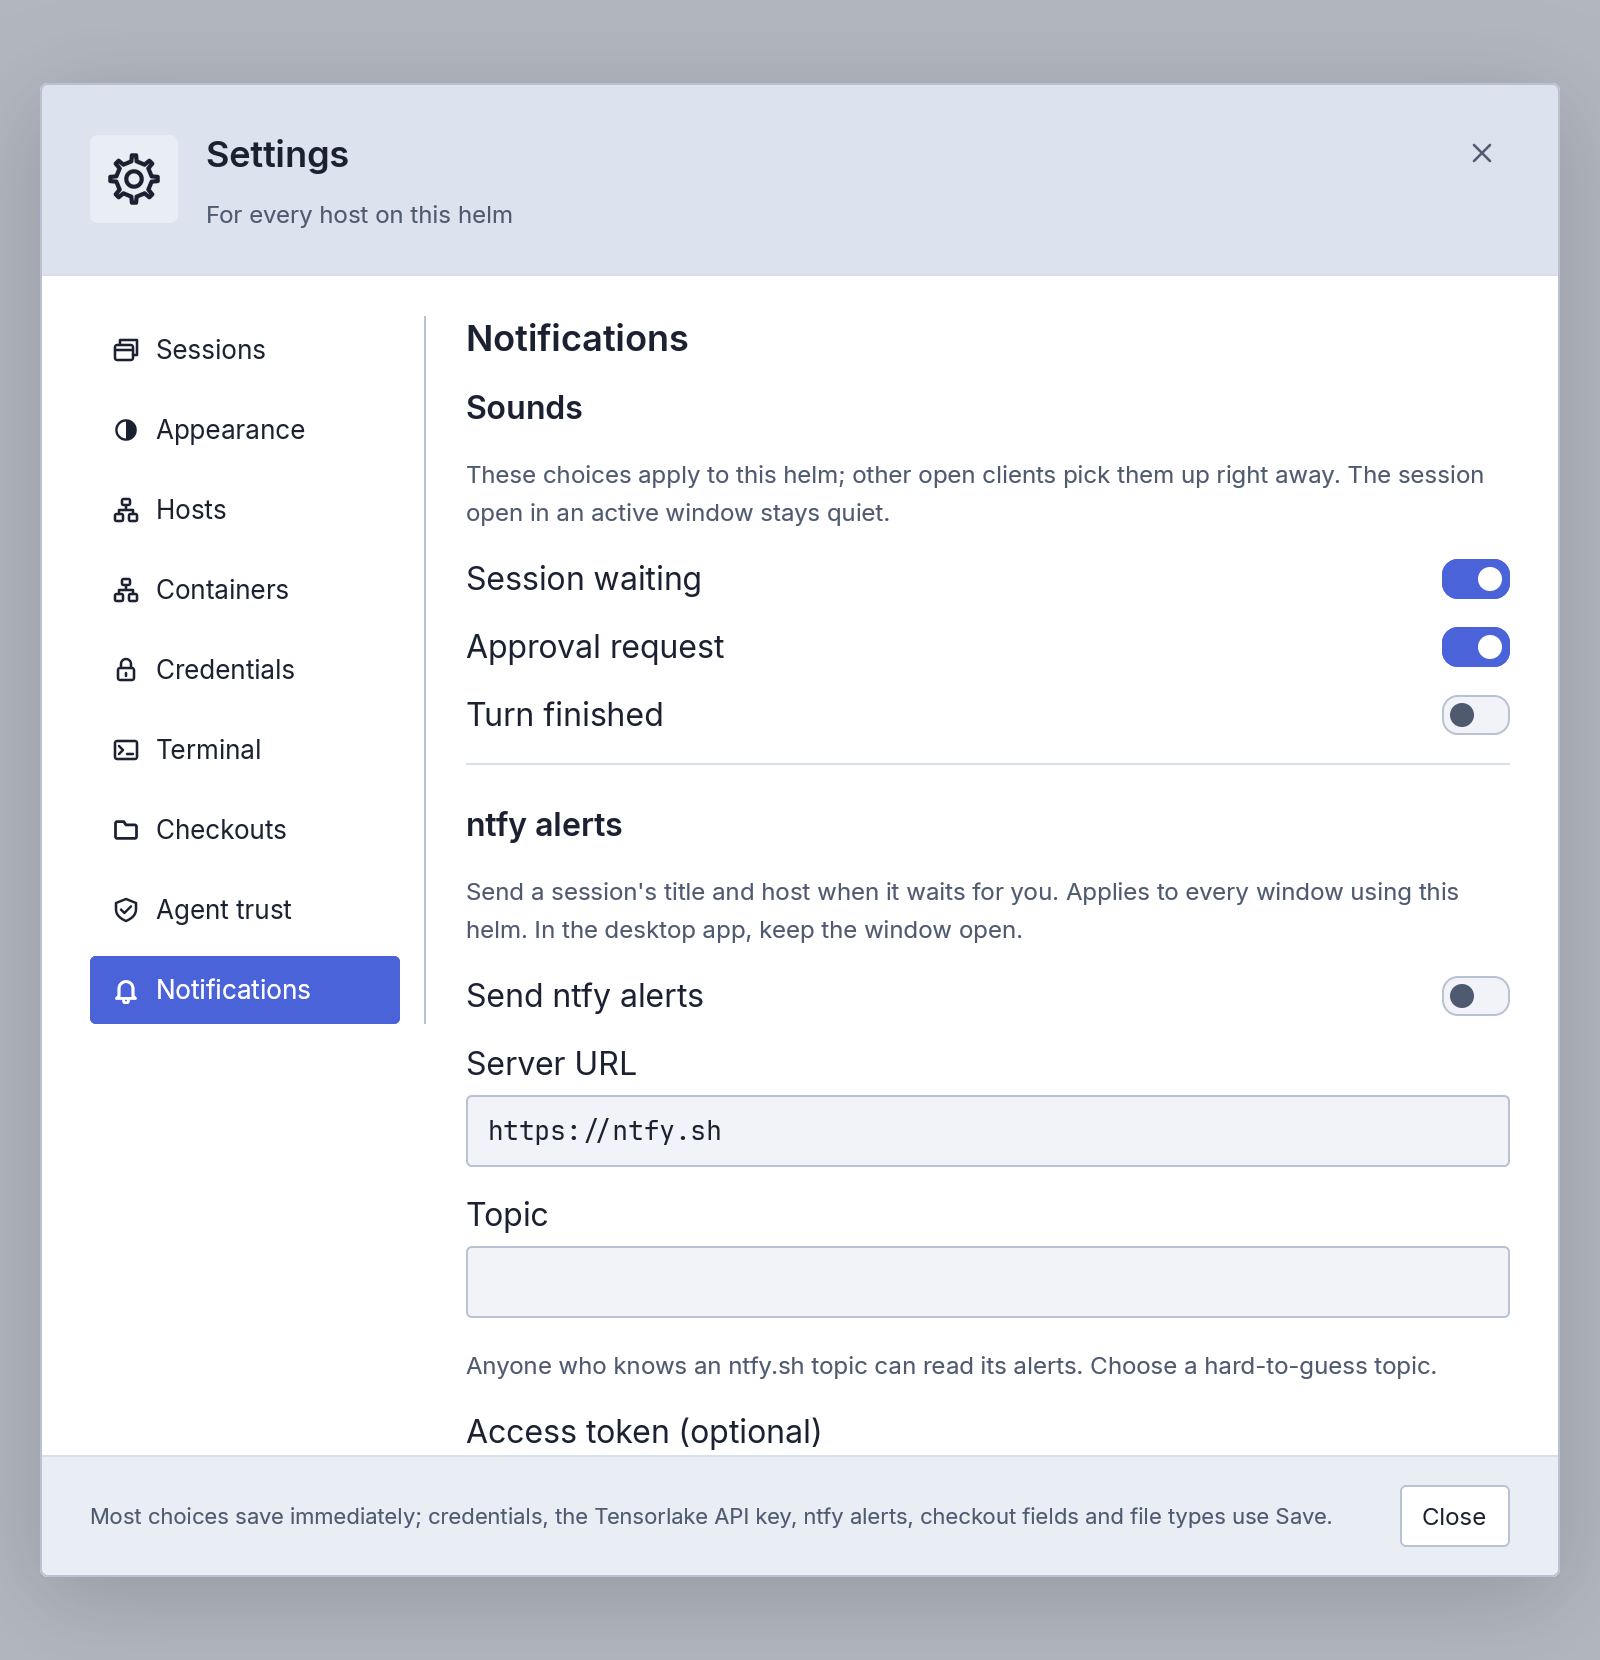 Settings
For every host on this helm
Sessions
Appearance
Hosts
Containers
Credentials
Terminal
Checkouts
Agent trust
Notifications
Notifications
Sounds
These choices apply to this helm; other open clients pick them up right away. The session
open in an active window stays quiet.
Session waiting
Approval request
Turn finished
ntfy alerts
Send a session's title and host when it waits for you. Applies to every window using this
helm. In the desktop app, keep the window open.
Send ntfy alerts
Server URL
https://ntfy.sh
Topic
Anyone who knows an ntfy.sh topic can read its alerts. Choose a hard-to-guess topic.
Access token (optional)
Most choices save immediately; credentials, the Tensorlake API key, ntfy alerts, checkout fields and file types use Save.
Close